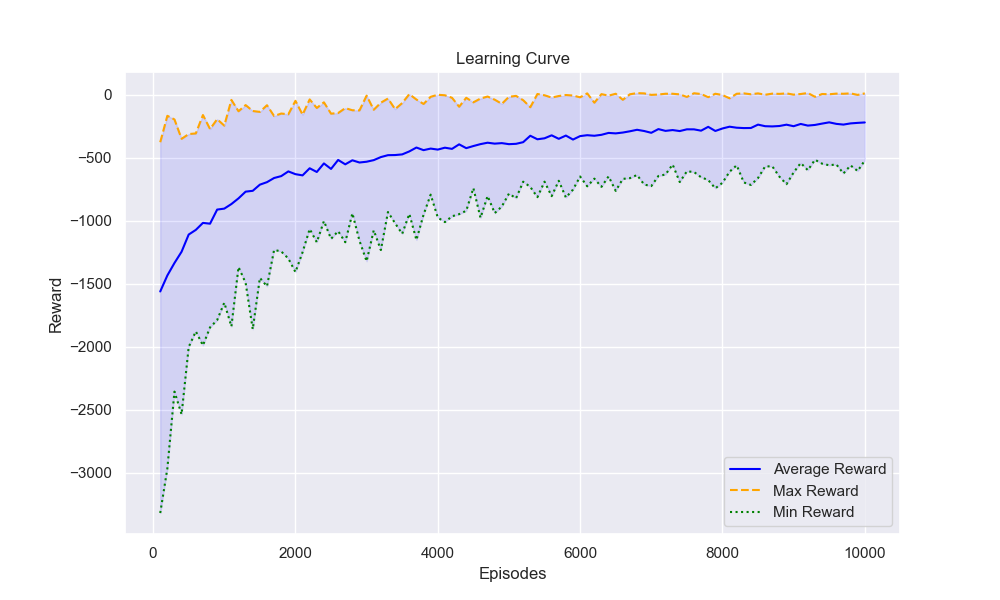 Learning Curve
Reward
0
−500
−1000
−1500
−2000
−2500
−3000
Average Reward
Max Reward
Min Reward
0 2000 4000 6000 8000 10000
Episodes